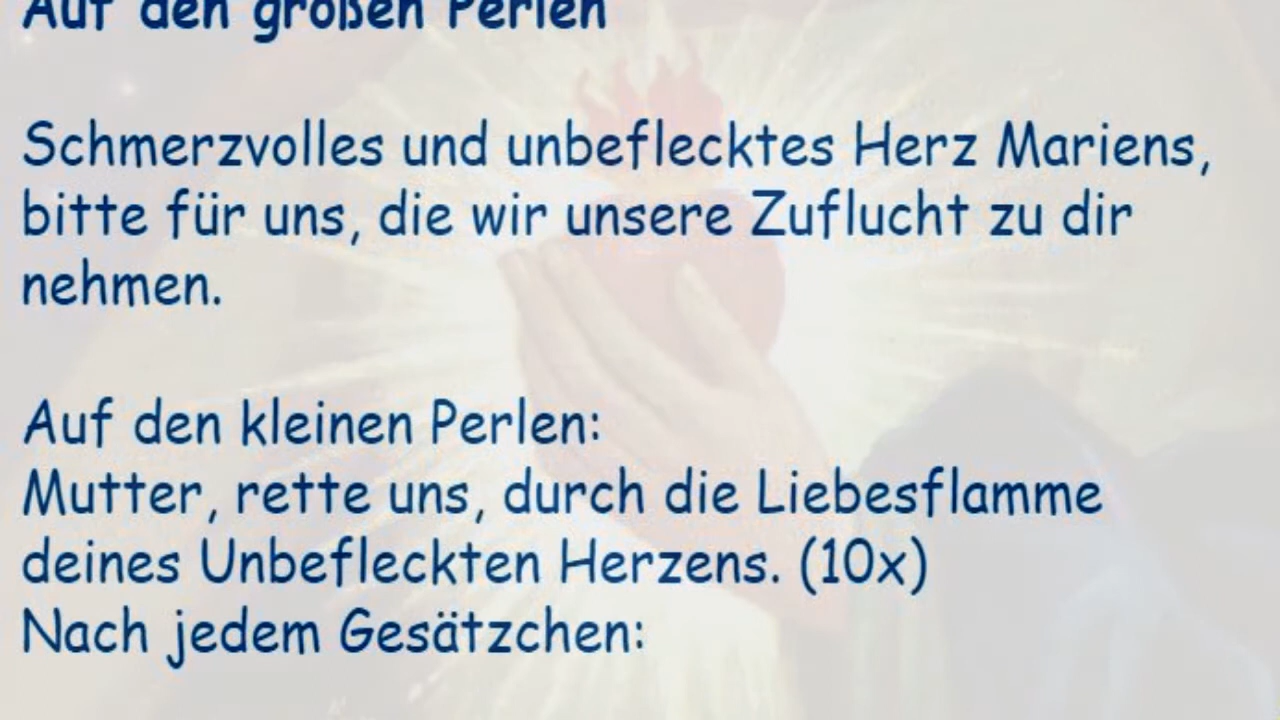 Auf den großen Perlen
Schmerzvolles und unbeflecktes Herz Mariens,
bitte für uns, die wir unsere Zuflucht zu dir
nehmen.
Auf den kleinen Perlen:
Mutter, rette uns, durch die Liebesflamme
deines Unbefleckten Herzens. (10x)
Nach jedem Gesätzchen: